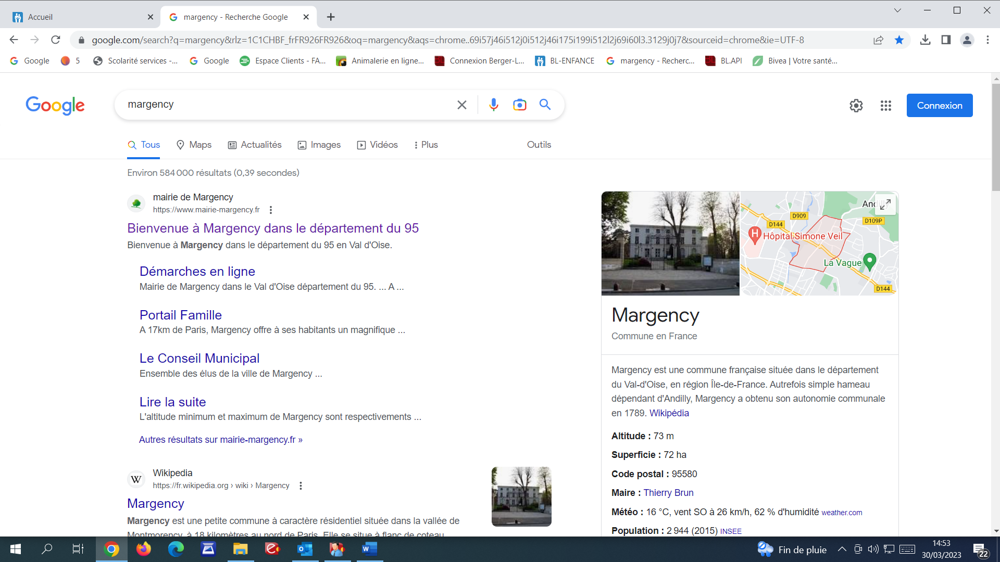 Accueil
margency - Recherche Google
google.com/search?q=margency&rlz=1C1CHBF_frFR926FR926&oq=margency&aqs=chrome..69i57j46i512j0i512j46i175i199i512l2j69i60l3.3129j0j7&sourceid=chrome&ie=UTF-8
Google 5 Scolarité services -... Google Espace Clients - FA... Animalerie en ligne... Connexion Berger-L... BL-ENFANCE margency - Recherc... BL.API Bivea | Votre santé...
Google
margency
Connexion
Tous Maps Actualités Images Vidéos Plus Outils
Environ 584 000 résultats (0,39 secondes)
mairie de Margency
https://www.mairie-margency.fr
Bienvenue à Margency dans le département du 95
Bienvenue à Margency dans le département du 95 en Val d'Oise.
Démarches en ligne
Mairie de Margency dans le Val d'Oise département du 95. ... A ...
Portail Famille
A 17km de Paris, Margency offre à ses habitants un magnifique ...
Le Conseil Municipal
Ensemble des élus de la ville de Margency ...
Lire la suite
L'altitude minimum et maximum de Margency sont respectivements ...
Autres résultats sur mairie-margency.fr »
W
Wikipedia
https://fr.wikipedia.org › wiki › Margency
Margency
Margency est une petite commune à caractère résidentiel située dans la vallée de
Montmorency, à 18 kilomètres au nord de Paris. Elle se situe à flanc de coteau
D909
D144
D109P
H
Hôpital Simone Veil
La Vague
D144
Margency
Commune en France
Margency est une commune française située dans le département
du Val-d'Oise, en région Île-de-France. Autrefois simple hameau
dépendant d'Andilly, Margency a obtenu son autonomie communale
en 1789. Wikipédia
Altitude : 73 m
Superficie : 72 ha
Code postal : 95580
Maire : Thierry Brun
Météo : 16 °C, vent SO à 26 km/h, 62 % d'humidité weather.com
Population : 2 944 (2015) INSEE
Fin de pluie
14:53
30/03/2023
22